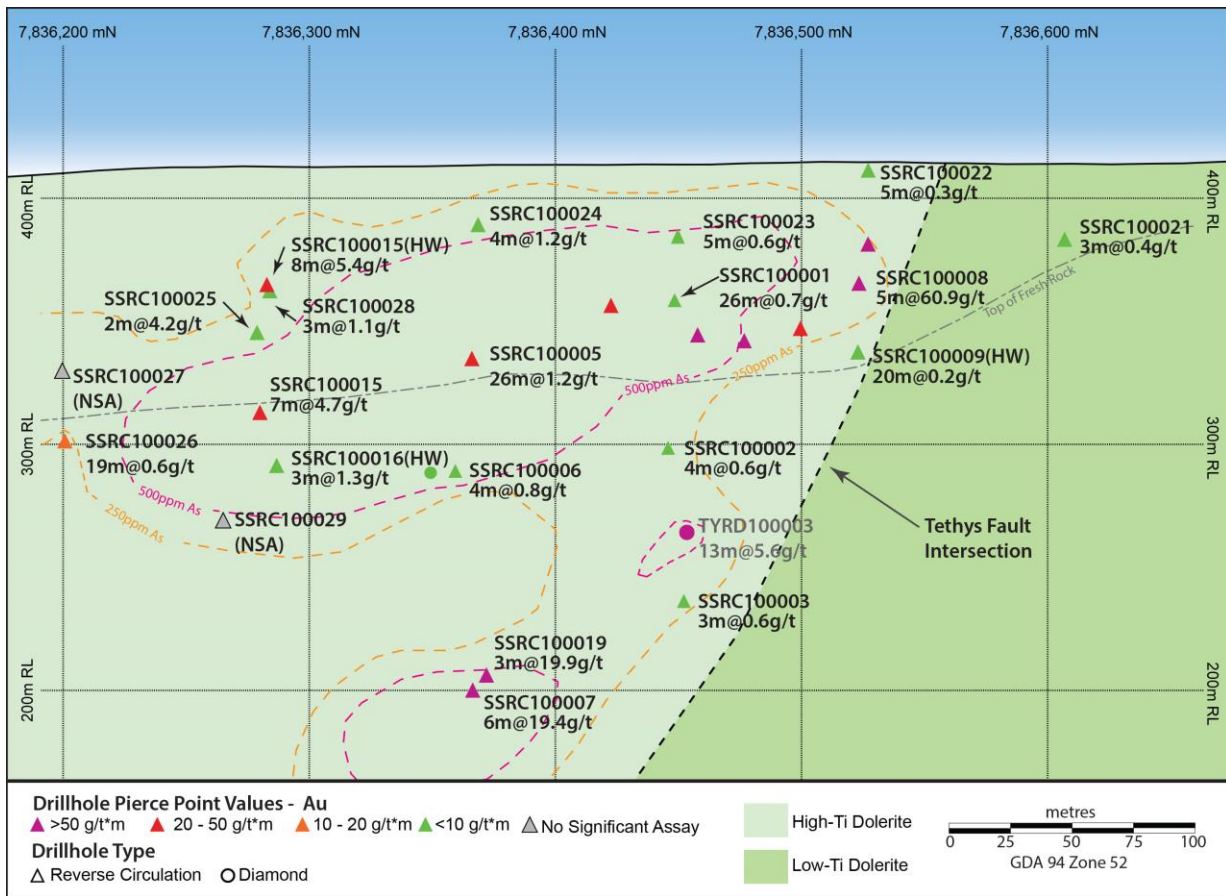 7,836,200 mN
7,836,300 mN
7,836,400 mN
7,836,500 mN
7,836,600 mN
400m RL
400m RL
SSRC100022
5m@0.3g/t
SSRC100024
4m@1.2g/t
SSRC100023
5m@0.6g/t
SSRC100021
3m@0.4g/t
SSRC100015(HW)
8m@5.4g/t
SSRC100001
26m@0.7g/t
SSRC100008
5m@60.9g/t
Top of Fresh Rock
SSRC100025
2m@4.2g/t
SSRC100028
3m@1.1g/t
SSRC100005
26m@1.2g/t
500ppm As
250ppm As
SSRC100009(HW)
20m@0.2g/t
SSRC100027
(NSA)
SSRC100015
7m@4.7g/t
300m RL
300m RL
SSRC100026
19m@0.6g/t
SSRC100016(HW)
3m@1.3g/t
SSRC100006
4m@0.8g/t
SSRC100002
4m@0.6g/t
500ppm As
250ppm As
SSRC100029
(NSA)
TYRD100003
13m@5.6g/t
Tethys Fault
Intersection
SSRC100003
3m@0.6g/t
SSRC100019
3m@19.9g/t
200m RL
200m RL
SSRC100007
6m@19.4g/t
Drillhole Pierce Point Values - Au
>50 g/t*m
20 - 50 g/t*m
10 - 20 g/t*m
<10 g/t*m
No Significant Assay
Drillhole Type
Reverse Circulation
Diamond
High-Ti Dolerite
Low-Ti Dolerite
metres
0 25 50 75 100
GDA 94 Zone 52